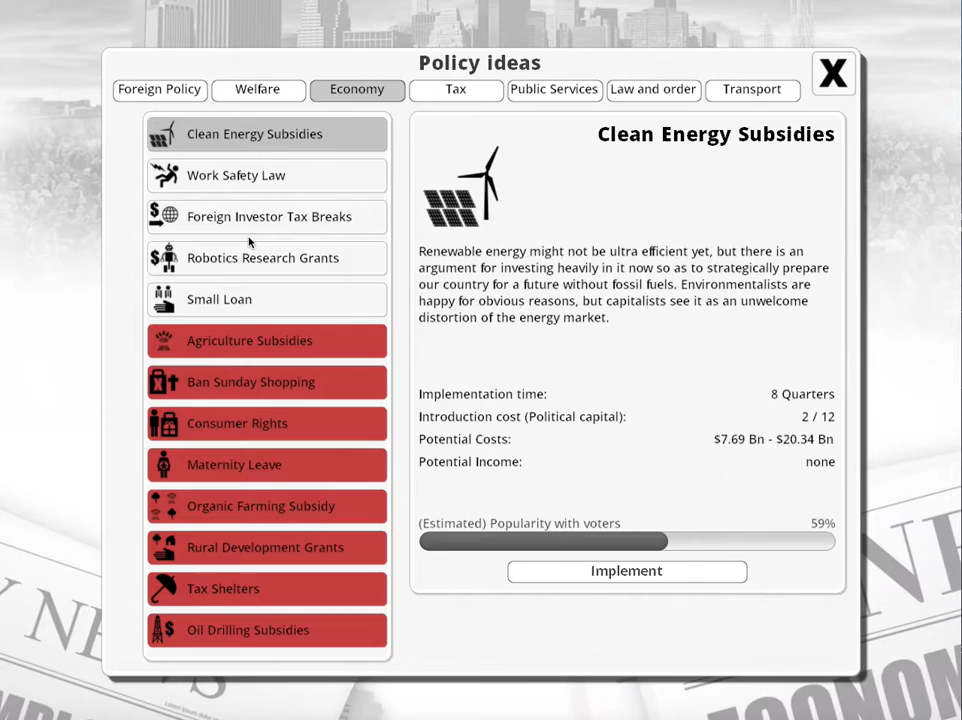 Policy ideas
X
Foreign Policy
Welfare
Economy
Tax
Public Services
Law and order
Transport
Clean Energy Subsidies
Work Safety Law
Foreign Investor Tax Breaks
Robotics Research Grants
Small Loan
Agriculture Subsidies
Ban Sunday Shopping
Consumer Rights
Maternity Leave
Organic Farming Subsidy
Rural Development Grants
Tax Shelters
Oil Drilling Subsidies
Clean Energy Subsidies
Renewable energy might not be ultra efficient yet, but there is an
argument for investing heavily in it now so as to strategically prepare
our country for a future without fossil fuels. Environmentalists are
happy for obvious reasons, but capitalists see it as an unwelcome
distortion of the energy market.
Implementation time: 8 Quarters
Introduction cost (Political capital): 2 / 12
Potential Costs: $7.69 Bn - $20.34 Bn
Potential Income: none
(Estimated) Popularity with voters 59%
Implement